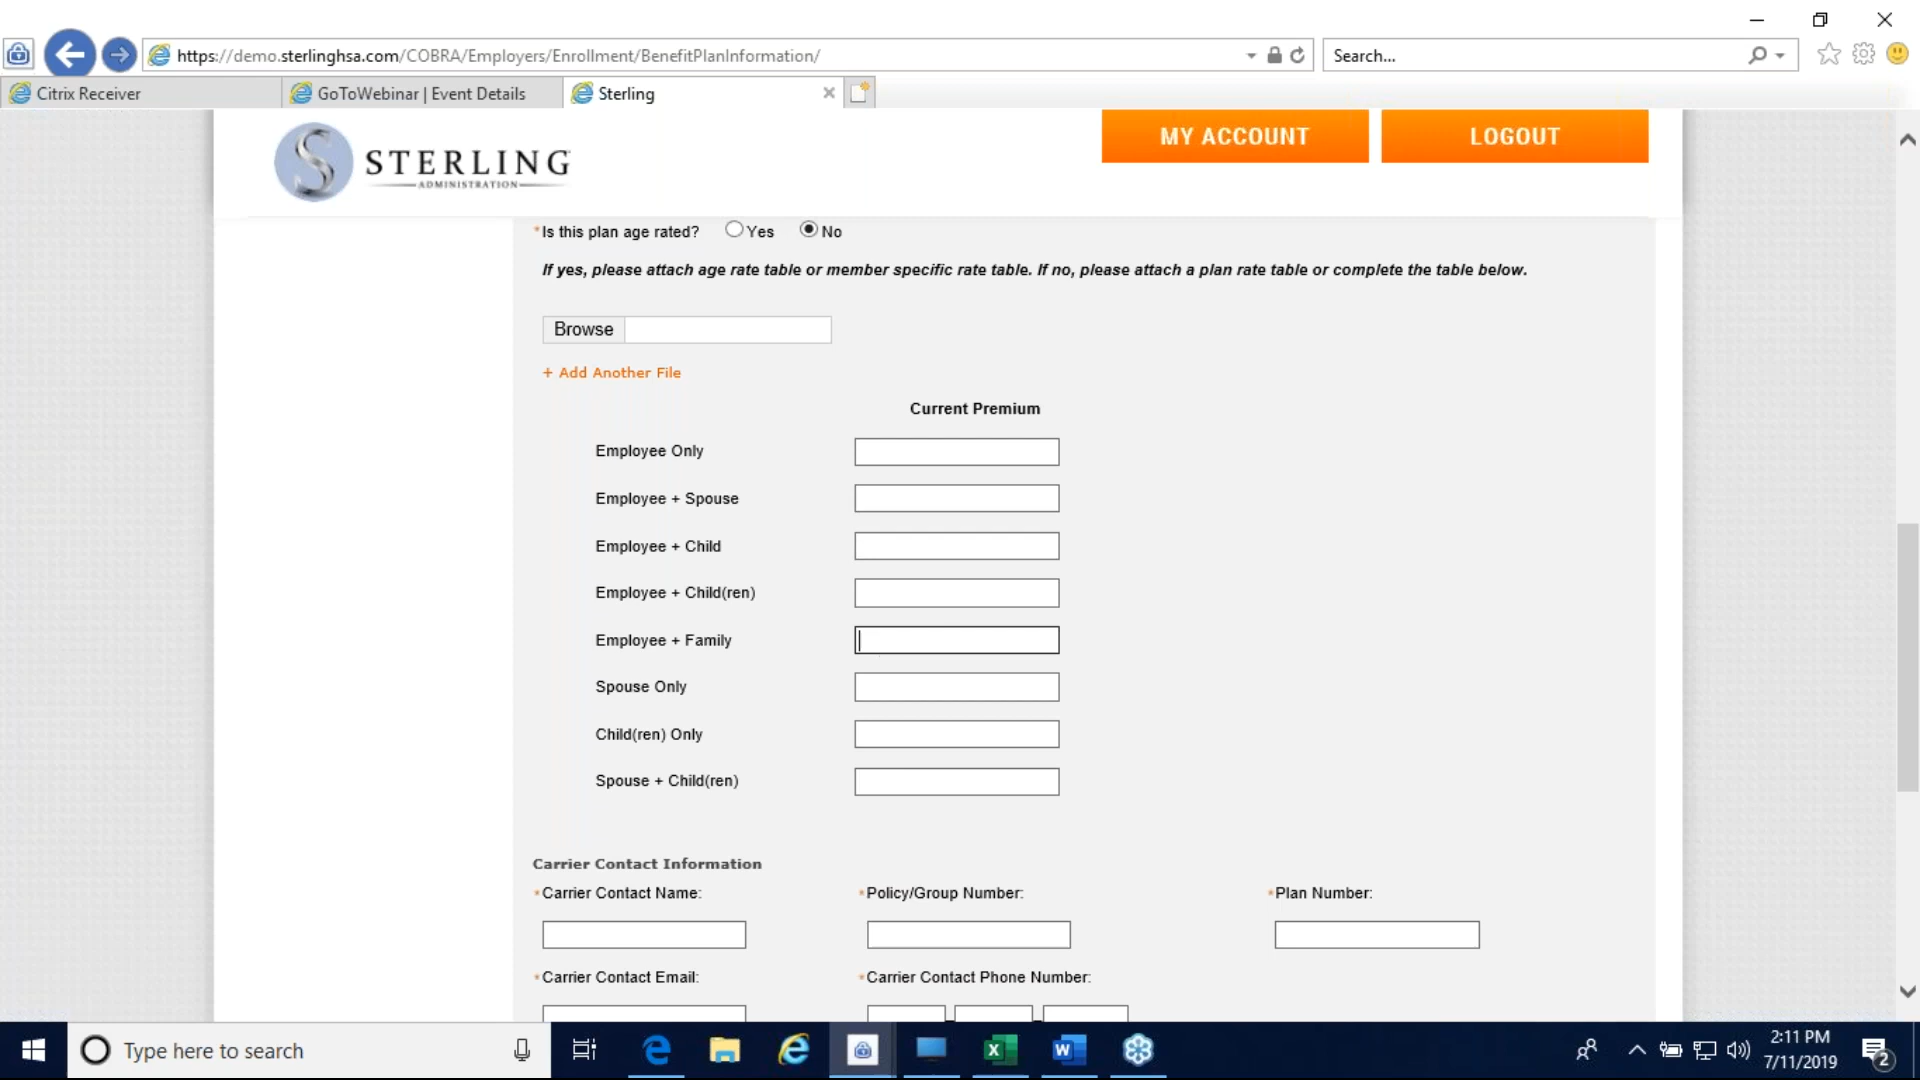 https://demo.sterlinghsa.com/COBRA/Employers/Enrollment/BenefitPlanInformation/
Search...
Citrix Receiver
GoToWebinar | Event Details
Sterling
STERLING
ADMINISTRATION
MY ACCOUNT
LOGOUT
*Is this plan age rated? Yes No
If yes, please attach age rate table or member specific rate table. If no, please attach a plan rate table or complete the table below.
Browse
+ Add Another File
Current Premium
Employee Only
Employee + Spouse
Employee + Child
Employee + Child(ren)
Employee + Family
Spouse Only
Child(ren) Only
Spouse + Child(ren)
Carrier Contact Information
*Carrier Contact Name: *Policy/Group Number: *Plan Number:
*Carrier Contact Email: *Carrier Contact Phone Number:
Type here to search
2:11 PM
7/11/2019
2